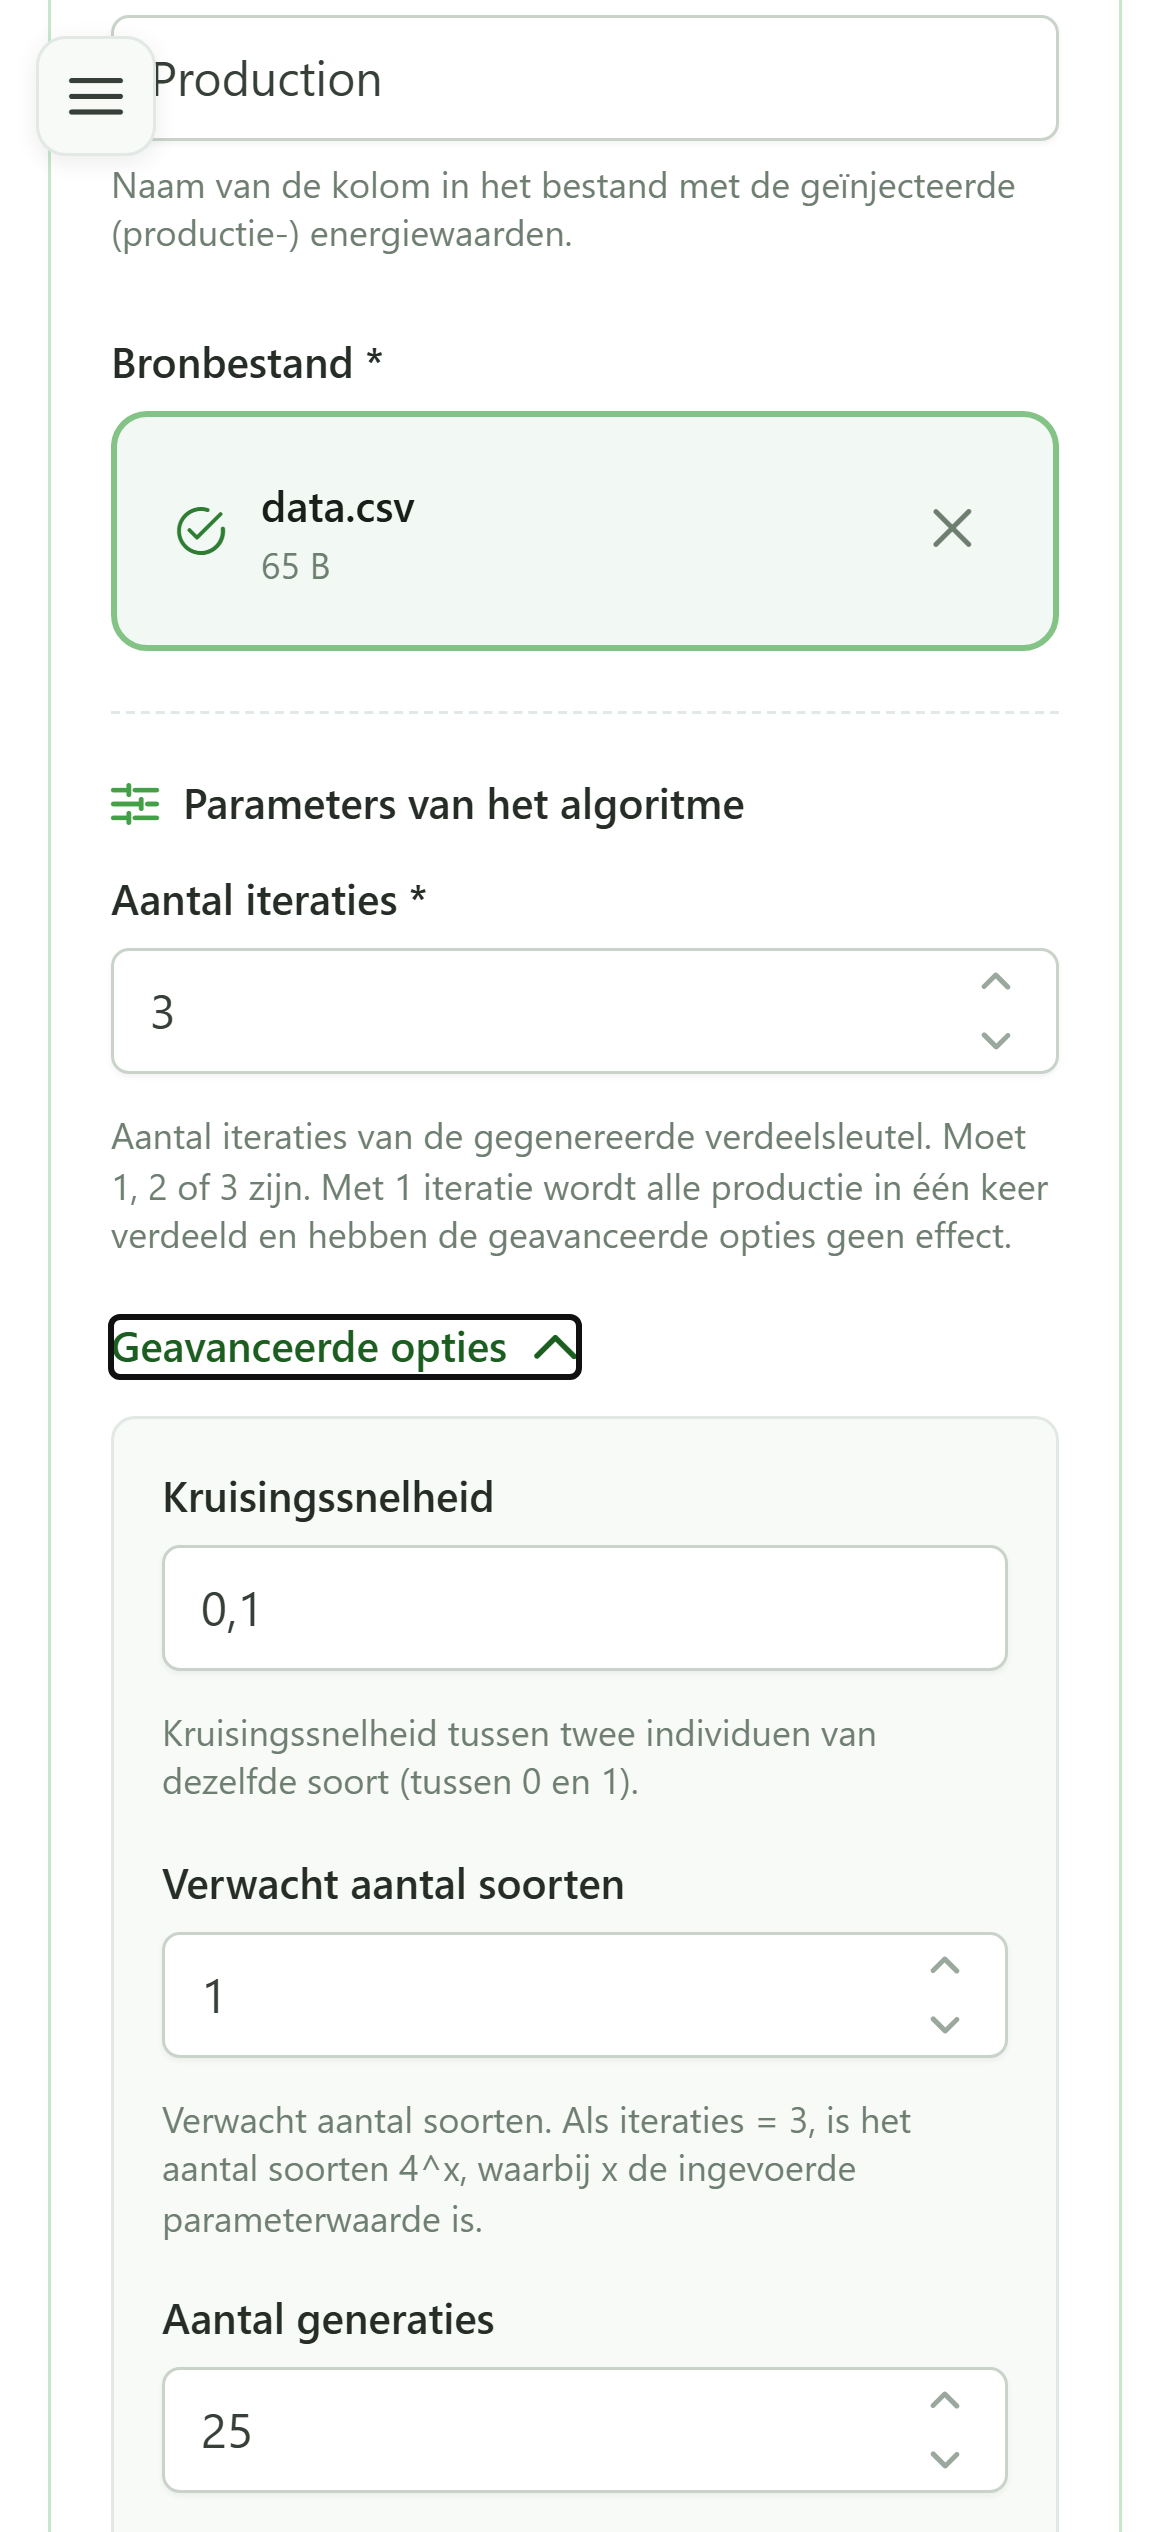 Production
Naam van de kolom in het bestand met de geïnjecteerde
(productie-) energiewaarden.
Bronbestand *
data.csv
65 B
Parameters van het algoritme
Aantal iteraties *
3
Aantal iteraties van de gegenereerde verdeelsleutel. Moet
1, 2 of 3 zijn. Met 1 iteratie wordt alle productie in één keer
verdeeld en hebben de geavanceerde opties geen effect.
Geavanceerde opties
Kruisingssnelheid
0,1
Kruisingssnelheid tussen twee individuen van
dezelfde soort (tussen 0 en 1).
Verwacht aantal soorten
1
Verwacht aantal soorten. Als iteraties = 3, is het
aantal soorten 4^x, waarbij x de ingevoerde
parameterwaarde is.
Aantal generaties
25